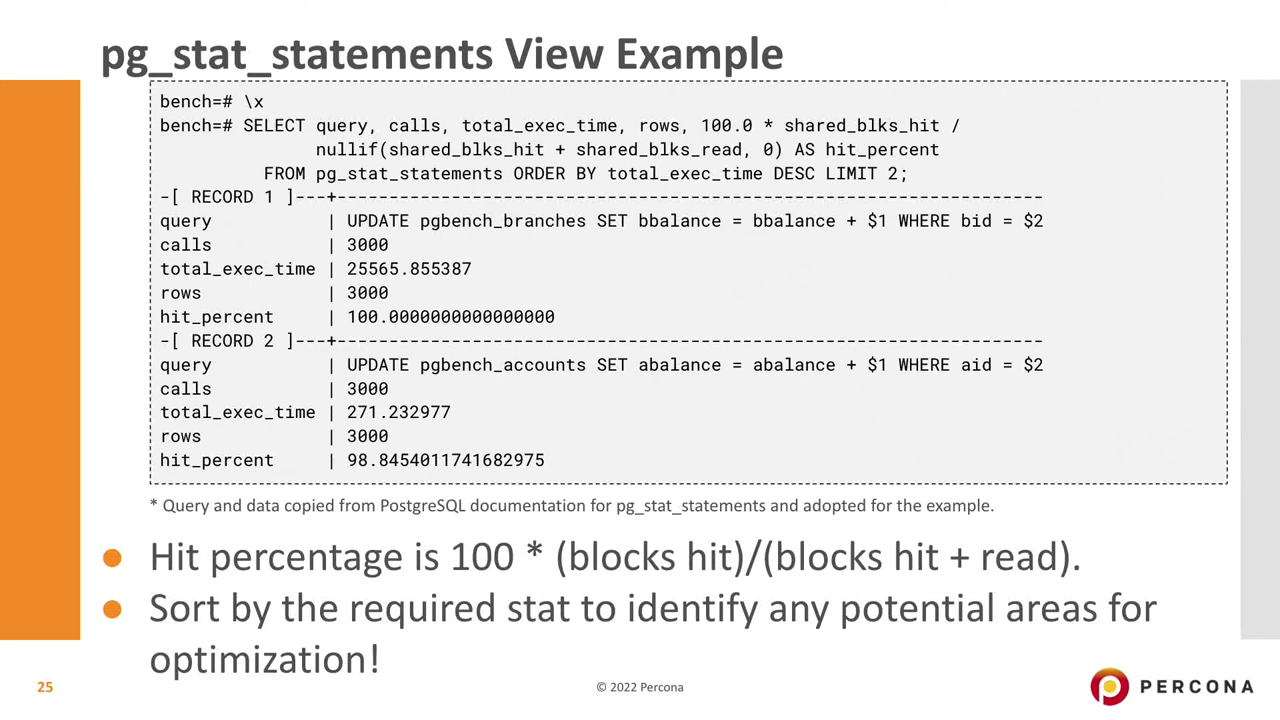 pg_stat_statements View Example
bench=# \x
bench=# SELECT query, calls, total_exec_time, rows, 100.0 * shared_blks_hit /
nullif(shared_blks_hit + shared_blks_read, 0) AS hit_percent
FROM pg_stat_statements ORDER BY total_exec_time DESC LIMIT 2;
-[ RECORD 1 ]---+--------------------------------------------------------------------
query | UPDATE pgbench_branches SET bbalance = bbalance + $1 WHERE bid = $2
calls | 3000
total_exec_time | 25565.855387
rows | 3000
hit_percent | 100.0000000000000000
-[ RECORD 2 ]---+--------------------------------------------------------------------
query | UPDATE pgbench_accounts SET abalance = abalance + $1 WHERE aid = $2
calls | 3000
total_exec_time | 271.232977
rows | 3000
hit_percent | 98.8454011741682975
* Query and data copied from PostgreSQL documentation for pg_stat_statements and adopted for the example.
● Hit percentage is 100 * (blocks hit)/(blocks hit + read).
● Sort by the required stat to identify any potential areas for
optimization!
25
© 2022 Percona
PERCONA